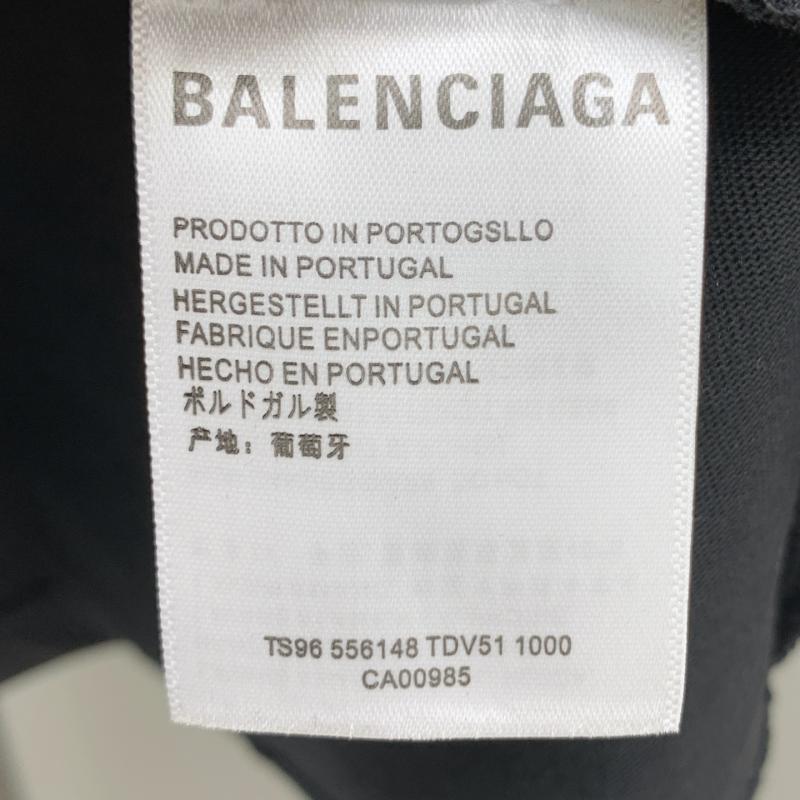 BALENCIAGA
PRODOTTO IN PORTOGSLLO
MADE IN PORTUGAL
HERGESTELLT IN PORTUGAL
FABRIQUE ENPORTUGAL
HECHO EN PORTUGAL
ポルドガル製
产地：葡萄牙
TS96 556148 TDV51 1000
CA00985